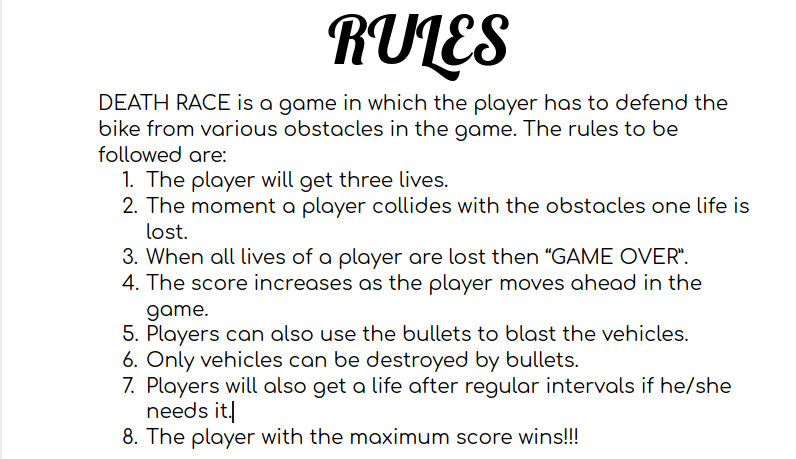 RULES
DEATH RACE is a game in which the player has to defend the
bike from various obstacles in the game. The rules to be
followed are:
1. The player will get three lives.
2. The moment a player collides with the obstacles one life is
lost.
3. When all lives of a player are lost then “GAME OVER”.
4. The score increases as the player moves ahead in the
game.
5. Players can also use the bullets to blast the vehicles.
6. Only vehicles can be destroyed by bullets.
7. Players will also get a life after regular intervals if he/she
needs it.
8. The player with the maximum score wins!!!